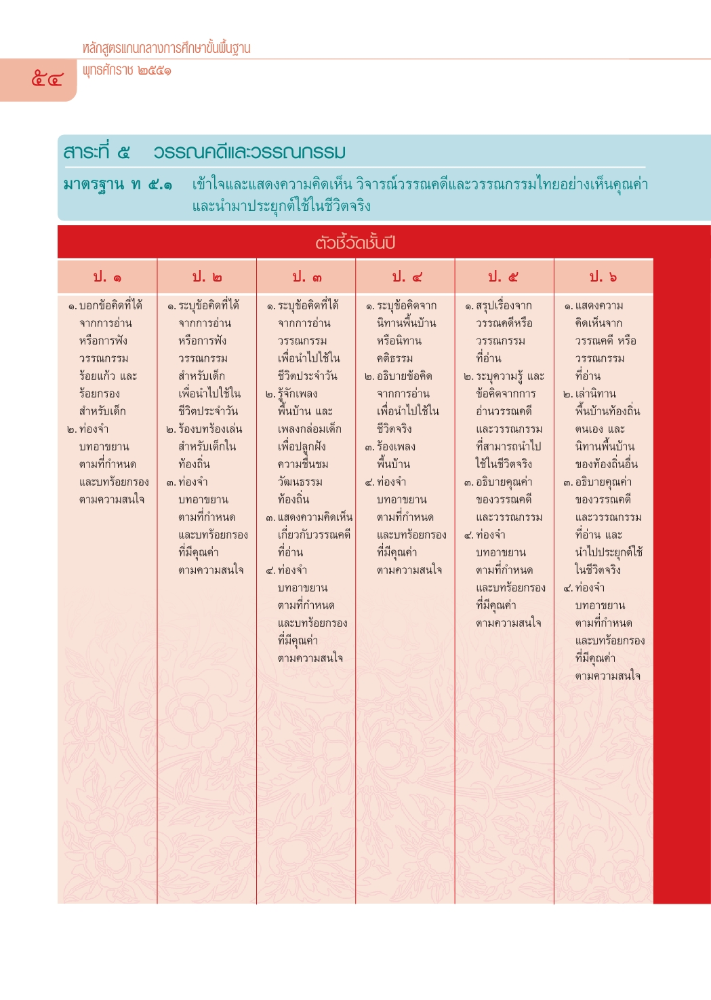 หลักสูตรแกนกลางการศึกษาขั้นพื้นฐาน
พุทธศักราช ๒๕๕๑
๕๔
สาระที่ ๕ วรรณคดีและวรรณกรรม
มาตรฐาน ท ๕.๑ เข้าใจและแสดงความคิดเห็น วิจารณ์วรรณคดีและวรรณกรรมไทยอย่างเห็นคุณค่า
และนำมาประยุกต์ใช้ในชีวิตจริง
ตัวชี้วัดชั้นปี
ป. ๑
๑. บอกข้อคิดที่ได้
จากการอ่าน
หรือการฟัง
วรรณกรรม
ร้อยแก้ว และ
ร้อยกรอง
สำหรับเด็ก
๒. ท่องจำ
บทอาขยาน
ตามที่กำหนด
และบทร้อยกรอง
ตามความสนใจ
ป. ๒
๑. ระบุข้อคิดที่ได้
จากการอ่าน
หรือการฟัง
วรรณกรรม
สำหรับเด็ก
เพื่อนำไปใช้ใน
ชีวิตประจำวัน
๒. ร้องบทร้องเล่น
สำหรับเด็กใน
ท้องถิ่น
๓. ท่องจำ
บทอาขยาน
ตามที่กำหนด
และบทร้อยกรอง
ที่มีคุณค่า
ตามความสนใจ
ป. ๓
๑. ระบุข้อคิดที่ได้
จากการอ่าน
วรรณกรรม
เพื่อนำไปใช้ใน
ชีวิตประจำวัน
๒. รู้จักเพลง
พื้นบ้าน และ
เพลงกล่อมเด็ก
เพื่อปลูกฝัง
ความชื่นชม
วัฒนธรรม
ท้องถิ่น
๓. แสดงความคิดเห็น
เกี่ยวกับวรรณคดี
ที่อ่าน
๔. ท่องจำ
บทอาขยาน
ตามที่กำหนด
และบทร้อยกรอง
ที่มีคุณค่า
ตามความสนใจ
ป. ๔
๑. ระบุข้อคิดจาก
นิทานพื้นบ้าน
หรือนิทาน
คติธรรม
๒. อธิบายข้อคิด
จากการอ่าน
เพื่อนำไปใช้ใน
ชีวิตจริง
๓. ร้องเพลง
พื้นบ้าน
๔. ท่องจำ
บทอาขยาน
ตามที่กำหนด
และบทร้อยกรอง
ที่มีคุณค่า
ตามความสนใจ
ป. ๕
๑. สรุปเรื่องจาก
วรรณคดีหรือ
วรรณกรรม
ที่อ่าน
๒. ระบุความรู้ และ
ข้อคิดจากการ
อ่านวรรณคดี
และวรรณกรรม
ที่สามารถนำไป
ใช้ในชีวิตจริง
๓. อธิบายคุณค่า
ของวรรณคดี
และวรรณกรรม
๔. ท่องจำ
บทอาขยาน
ตามที่กำหนด
และบทร้อยกรอง
ที่มีคุณค่า
ตามความสนใจ
ป. ๖
๑. แสดงความ
คิดเห็นจาก
วรรณคดี หรือ
วรรณกรรม
ที่อ่าน
๒. เล่านิทาน
พื้นบ้านท้องถิ่น
ตนเอง และ
นิทานพื้นบ้าน
ของท้องถิ่นอื่น
๓. อธิบายคุณค่า
ของวรรณคดี
และวรรณกรรม
ที่อ่าน และ
นำไปประยุกต์ใช้
ในชีวิตจริง
๔. ท่องจำ
บทอาขยาน
ตามที่กำหนด
และบทร้อยกรอง
ที่มีคุณค่า
ตามความสนใจ